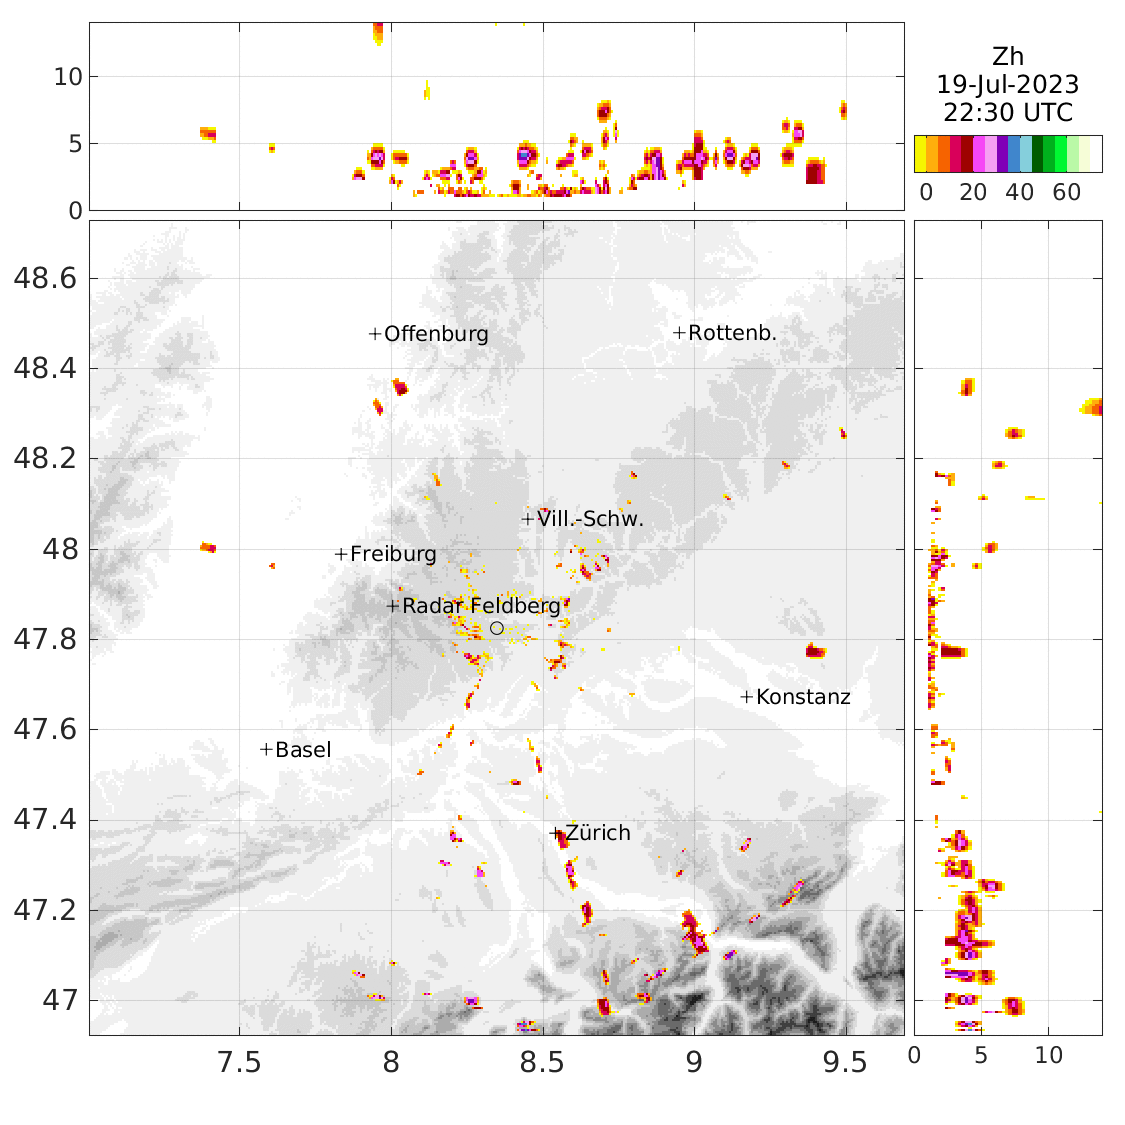 10
5
0
Zh
19-Jul-2023
22:30 UTC
0 20 40 60
48.6
48.4
48.2
48
47.8
47.6
47.4
47.2
47
+Offenburg
+Rottenb.
+Vill.-Schw.
+Freiburg
+Radar Feldberg
+Konstanz
+Basel
+Zürich
7.5 8 8.5 9 9.5
0 5 10